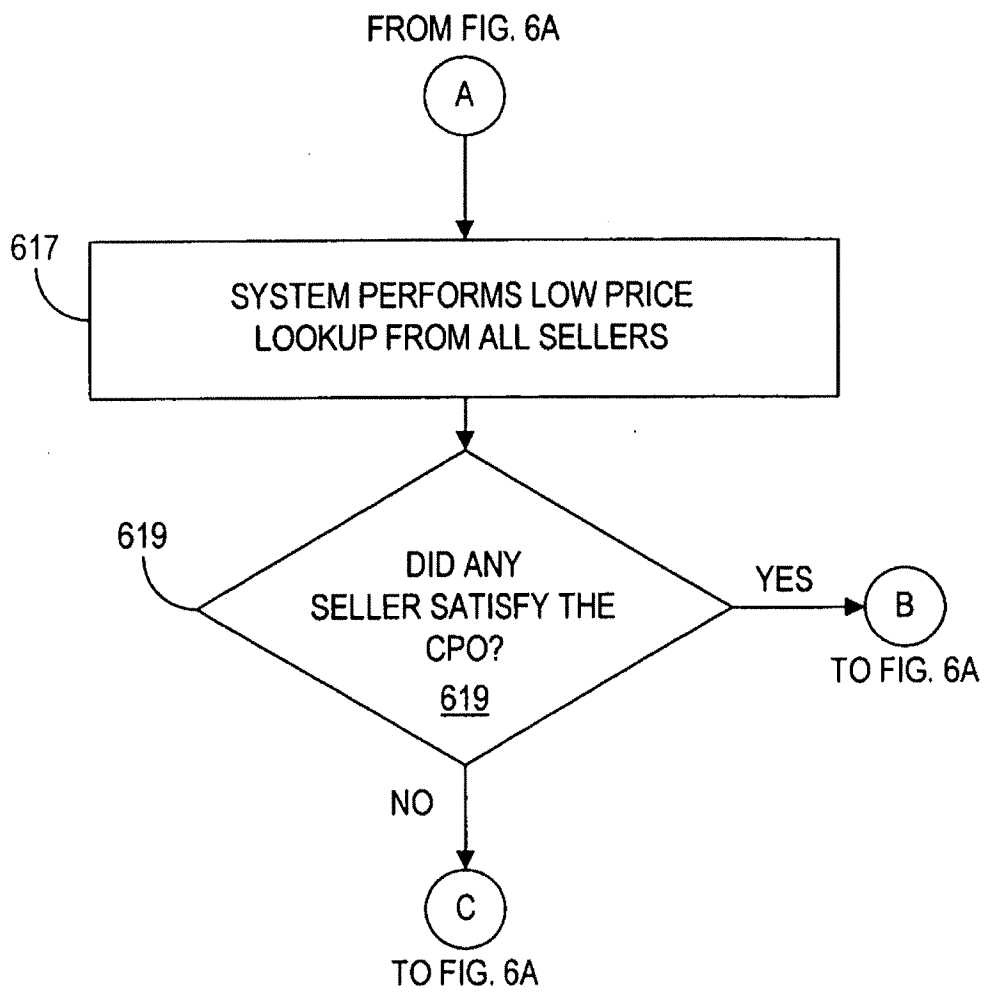 FROM FIG. 6A
A
617
SYSTEM PERFORMS LOW PRICE
LOOKUP FROM ALL SELLERS
619
DID ANY
SELLER SATISFY THE
CPO?
619
YES
B
TO FIG. 6A
NO
C
TO FIG. 6A